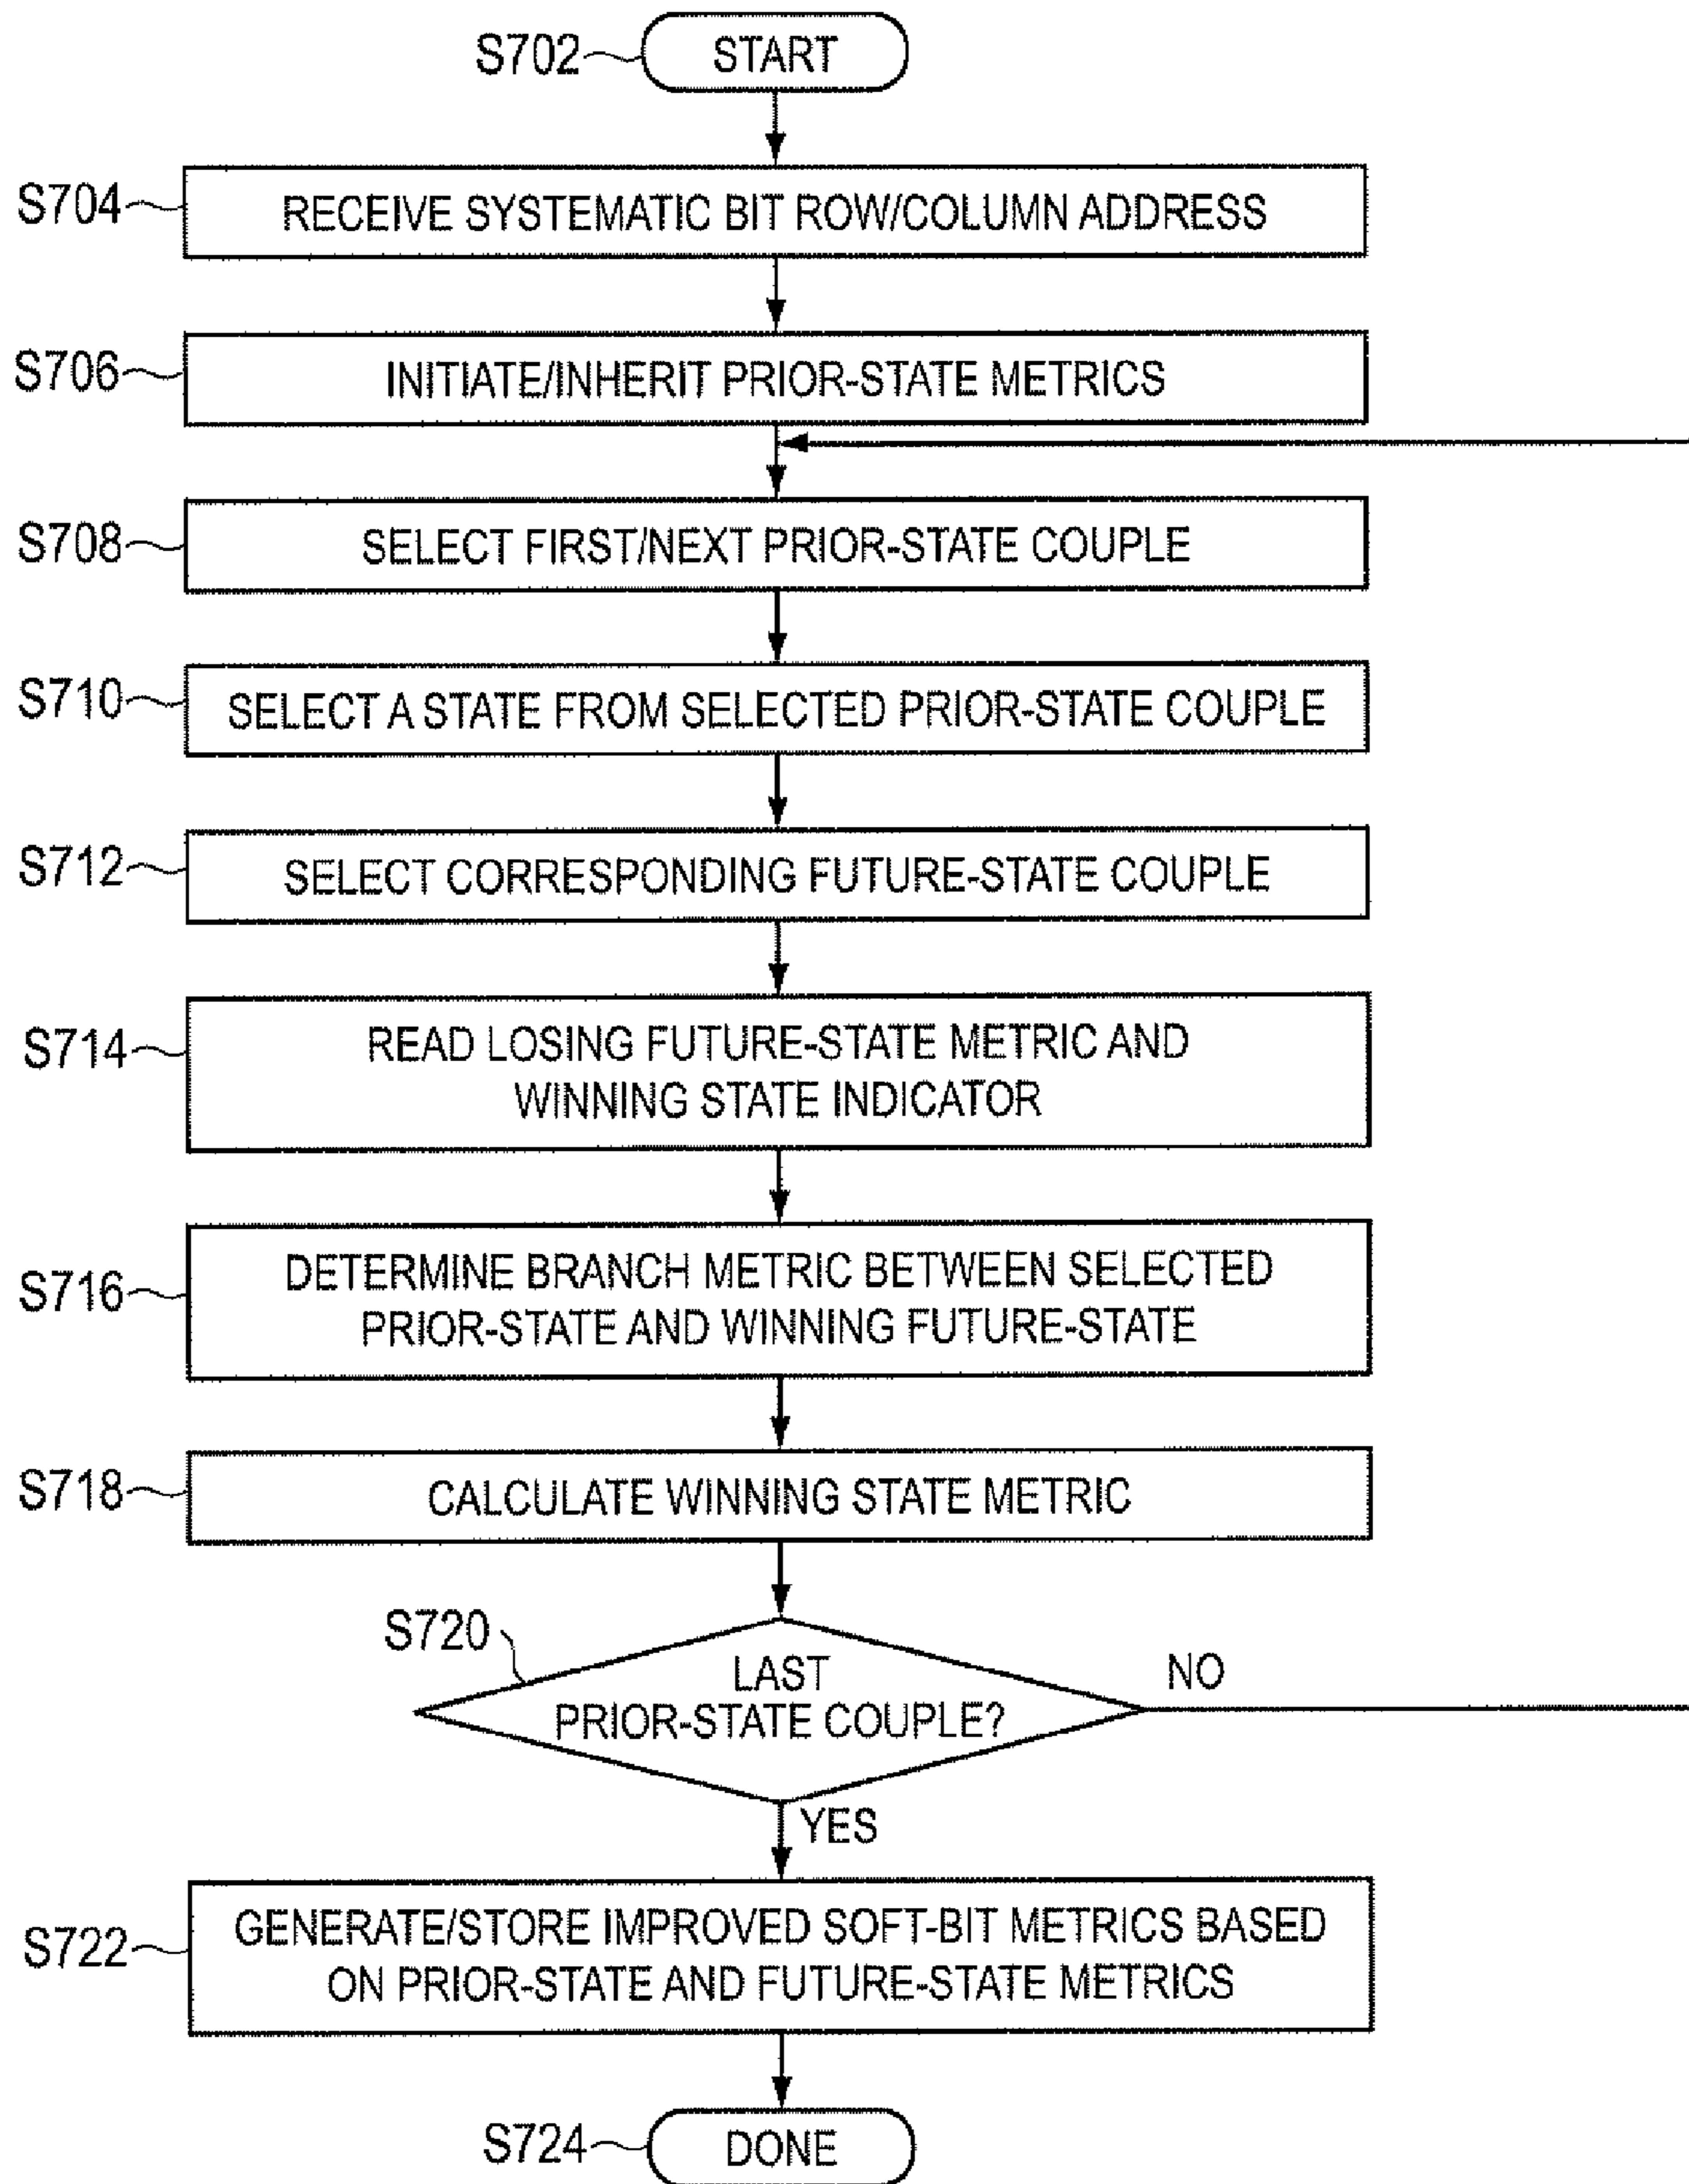 S702 START
S704 RECEIVE SYSTEMATIC BIT ROW/COLUMN ADDRESS
S706 INITIATE/INHERIT PRIOR-STATE METRICS
S708 SELECT FIRST/NEXT PRIOR-STATE COUPLE
S710 SELECT A STATE FROM SELECTED PRIOR-STATE COUPLE
S712 SELECT CORRESPONDING FUTURE-STATE COUPLE
S714 READ LOSING FUTURE-STATE METRIC AND
WINNING STATE INDICATOR
S716 DETERMINE BRANCH METRIC BETWEEN SELECTED
PRIOR-STATE AND WINNING FUTURE-STATE
S718 CALCULATE WINNING STATE METRIC
S720
LAST
PRIOR-STATE COUPLE?
NO
YES
S722 GENERATE/STORE IMPROVED SOFT-BIT METRICS BASED
ON PRIOR-STATE AND FUTURE-STATE METRICS
S724 DONE